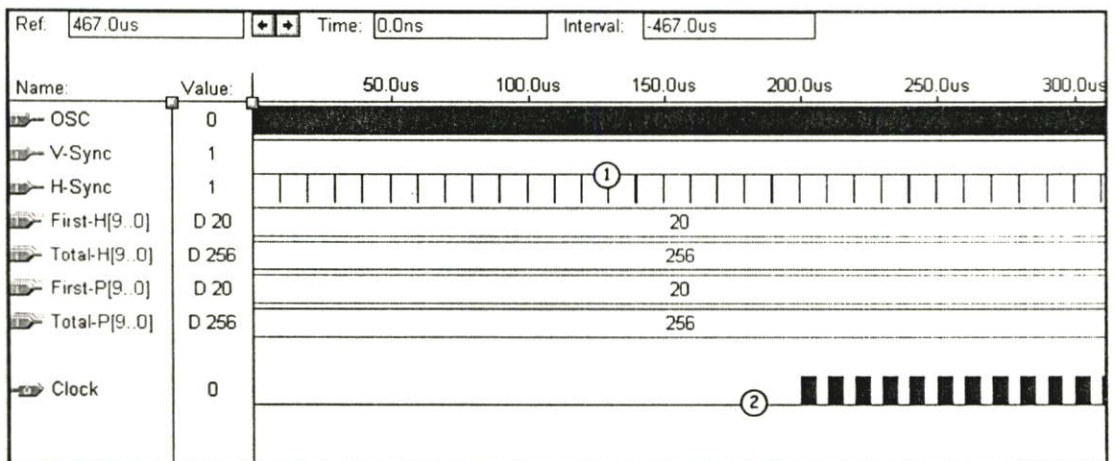 Ref: 467.0us Time: 0.0ns Interval: -467.0us
Name: Value: 50.0us 100.0us 150.0us 200.0us 250.0us 300.0us
OSC 0
V-Sync 1
1
H-Sync 1
First-H[9..0] D 20 20
Total-H[9..0] D 256 256
First-P[9..0] D 20 20
Total-P[9..0] D 256 256
Clock 0
2